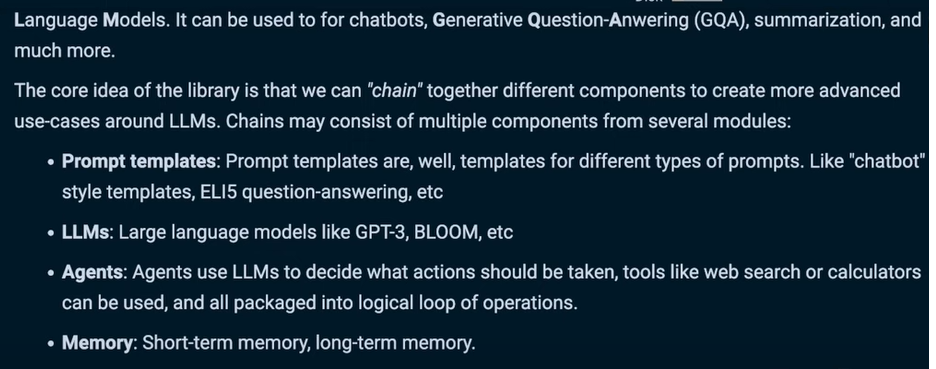 Language Models. It can be used to for chatbots, Generative Question-Anwering (GQA), summarization, and
much more.
The core idea of the library is that we can "chain" together different components to create more advanced
use-cases around LLMs. Chains may consist of multiple components from several modules:
• Prompt templates: Prompt templates are, well, templates for different types of prompts. Like "chatbot"
style templates, ELI5 question-answering, etc
• LLMs: Large language models like GPT-3, BLOOM, etc
• Agents: Agents use LLMs to decide what actions should be taken, tools like web search or calculators
can be used, and all packaged into logical loop of operations.
• Memory: Short-term memory, long-term memory.